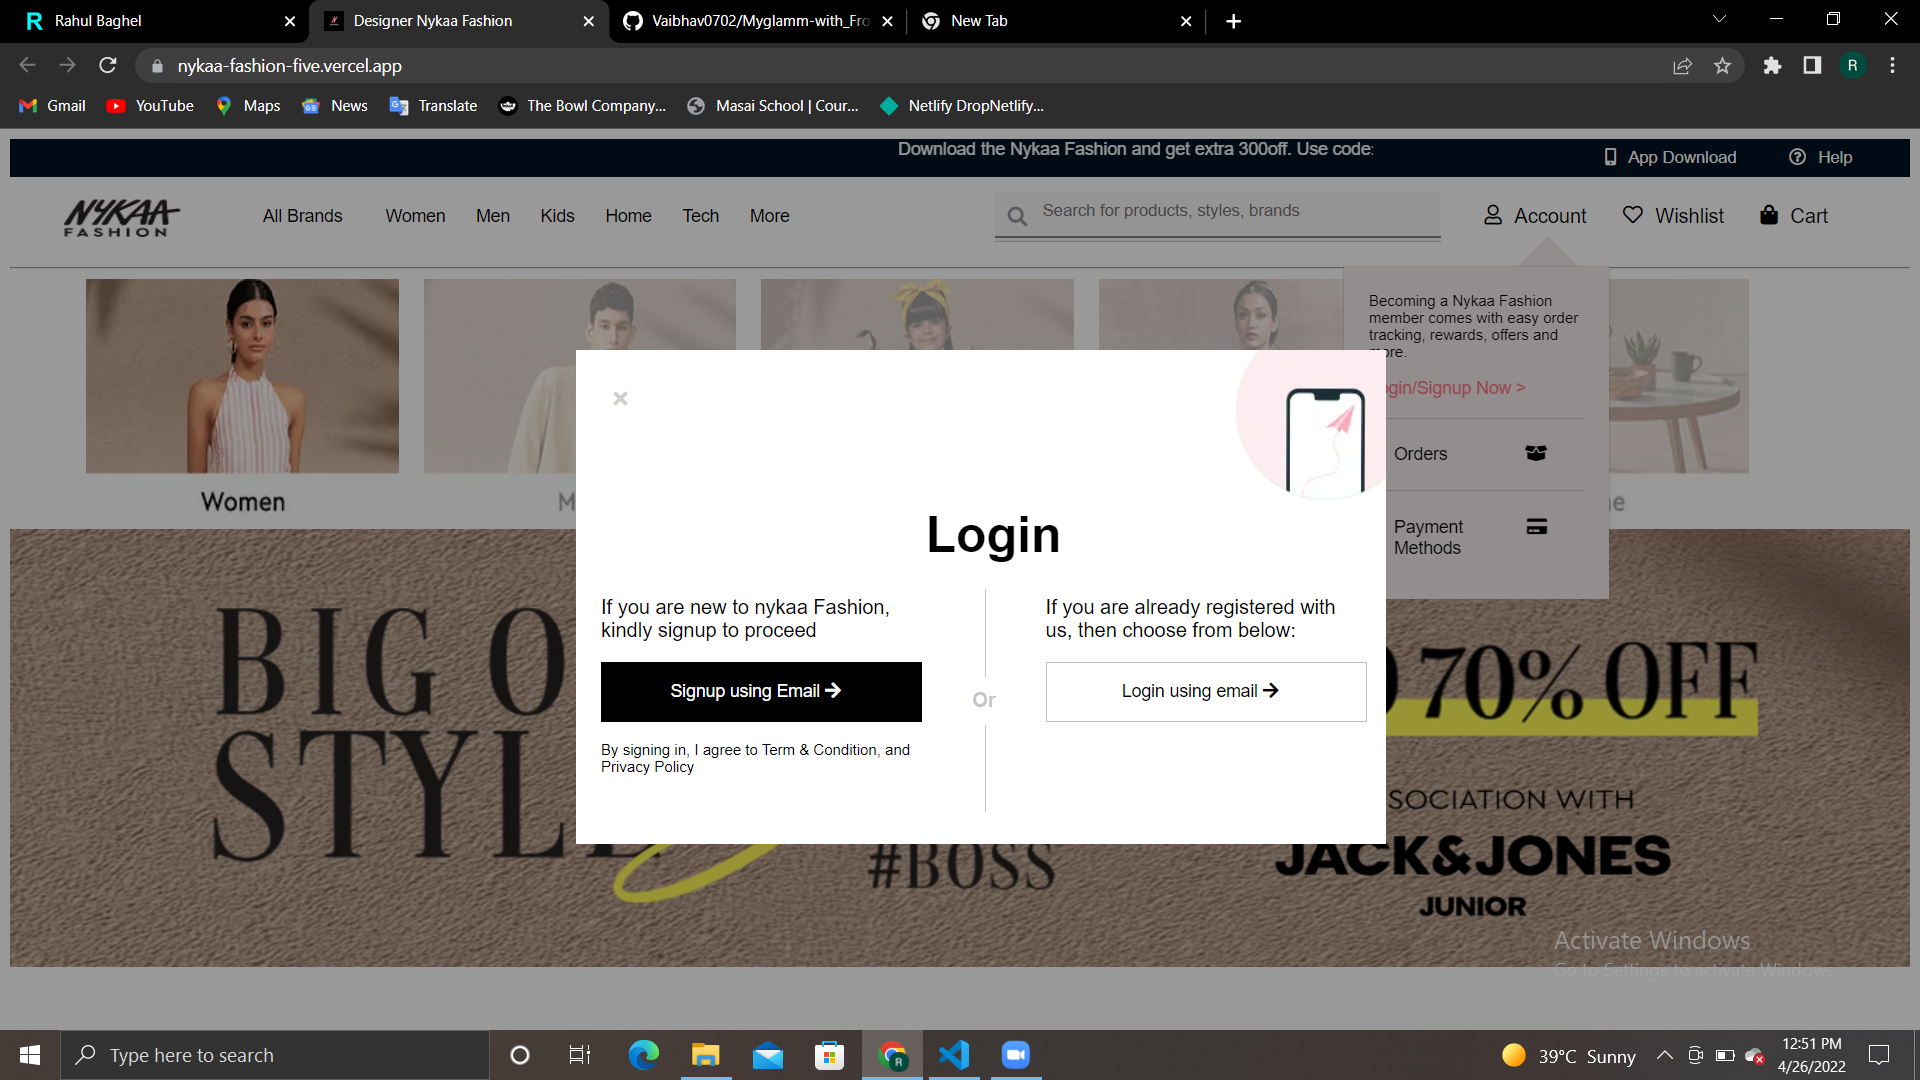 Rahul Baghel
Designer Nykaa Fashion
Vaibhav0702/Myglamm-with_Fro
New Tab
nykaa-fashion-five.vercel.app
R
Gmail
YouTube
Maps
News
Translate
The Bowl Company...
Masai School | Cour...
Netlify DropNetlify...
Download the Nykaa Fashion and get extra 300off. Use code:
App Download
Help
NYKAA
FASHION
All Brands
Women
Men
Kids
Home
Tech
More
Search for products, styles, brands
Account
Wishlist
Cart
Becoming a Nykaa Fashion
member comes with easy order
tracking, rewards, offers and
more.
Login/Signup Now >
Orders
Payment
Methods
Women
Login
If you are new to nykaa Fashion,
kindly signup to proceed
Signup using Email
By signing in, I agree to Term & Condition, and
Privacy Policy
Or
If you are already registered with
us, then choose from below:
Login using email
BIG O
STYLE
70% OFF
#BOSS
SOCIATION WITH
JACK&JONES
JUNIOR
Activate Windows
Go to Settings to activate Windows.
Type here to search
39°C Sunny
12:51 PM
4/26/2022